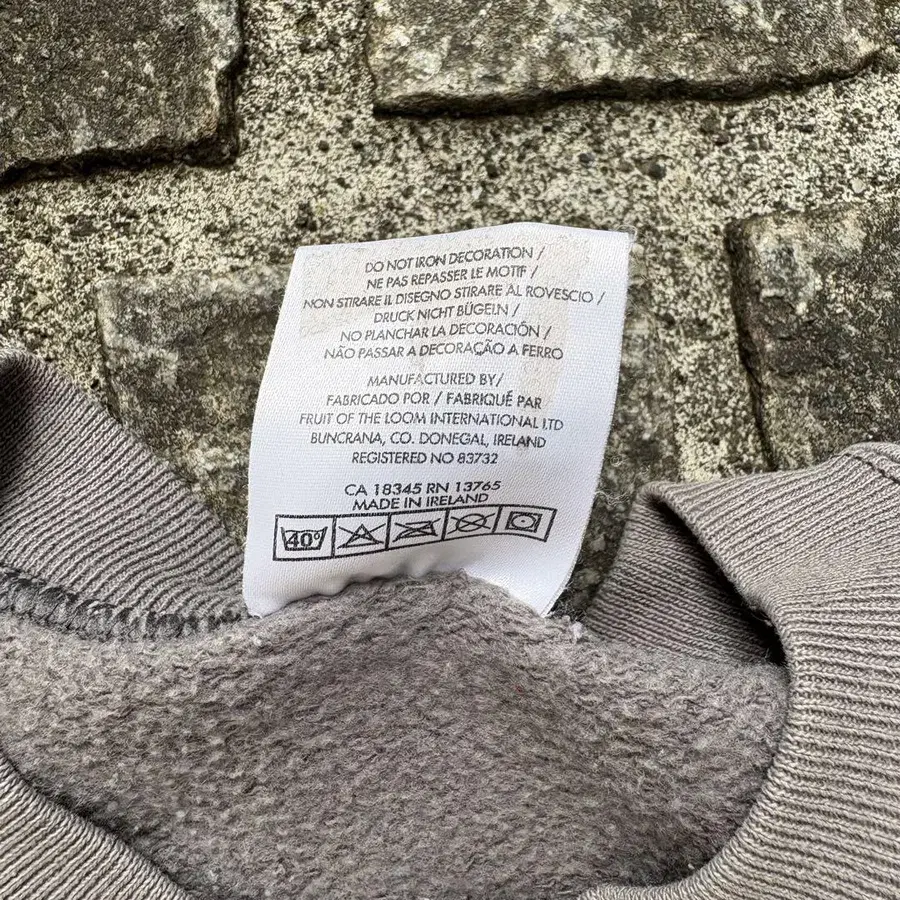 DO NOT IRON DECORATION /
NE PAS REPASSER LE MOTIF /
NON STIRARE IL DISEGNO STIRARE AL ROVESCIO /
DRUCK NICHT BÜGELN /
NO PLANCHAR LA DECORACIÓN /
NÃO PASSAR A DECORAÇÃO A FERRO
MANUFACTURED BY/
FABRICADO POR / FABRIQUÉ PAR
FRUIT OF THE LOOM INTERNATIONAL LTD
BUNCRANA, CO. DONEGAL, IRELAND
REGISTERED NO 83732
CA 18345 RN 13765
MADE IN IRELAND
40°